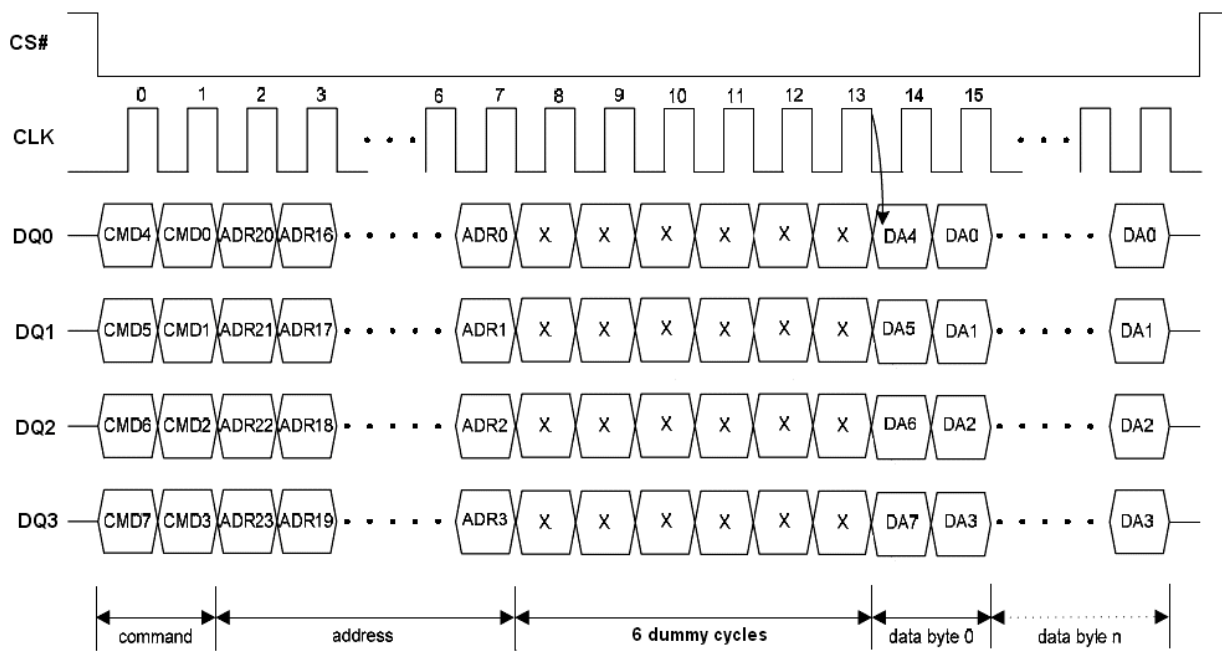 CS#
0 1 2 3 6 7 8 9 10 11 12 13 14 15
CLK
DQ0 CMD4 CMD0 ADR20 ADR16 ADR0 X X X X X X DA4 DA0 DA0
DQ1 CMD5 CMD1 ADR21 ADR17 ADR1 X X X X X X DA5 DA1 DA1
DQ2 CMD6 CMD2 ADR22 ADR18 ADR2 X X X X X X DA6 DA2 DA2
DQ3 CMD7 CMD3 ADR23 ADR19 ADR3 X X X X X X DA7 DA3 DA3
command address 6 dummy cycles data byte 0 data byle n